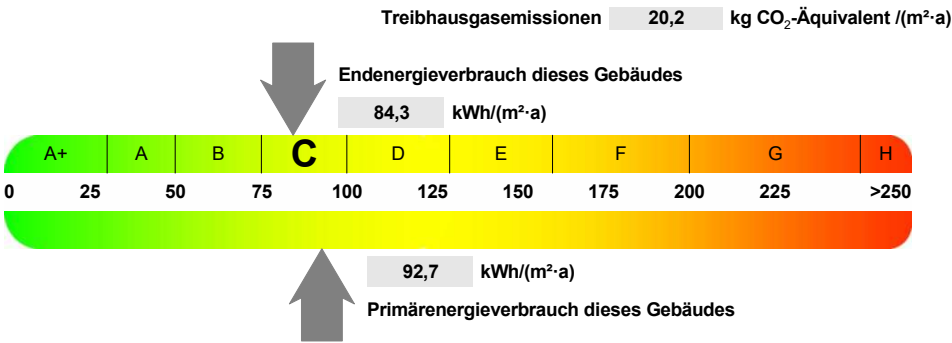 Treibhausgasemissionen 20,2 kg CO₂-Äquivalent /(m²·a)
Endenergieverbrauch dieses Gebäudes
84,3 kWh/(m²·a)
A+ A B C D E F G H
0 25 50 75 100 125 150 175 200 225 >250
92,7 kWh/(m²·a)
Primärenergieverbrauch dieses Gebäudes